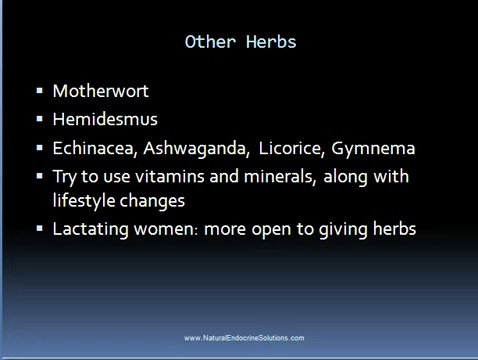 Other Herbs
Motherwort
Hemidesmus
Echinacea, Ashwaganda, Licorice, Gymnema
Try to use vitamins and minerals, along with
lifestyle changes
Lactating women: more open to giving herbs
www.NaturalEndocrineSolutions.com